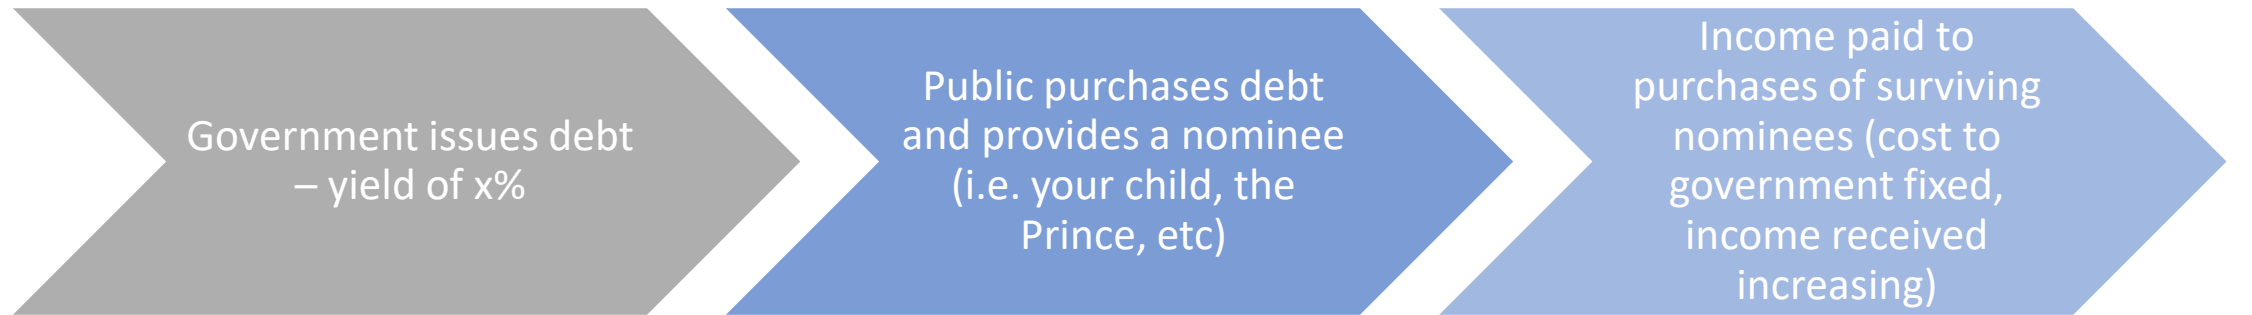 Government issues debt
– yield of x%
Public purchases debt
and provides a nominee
(i.e. your child, the
Prince, etc)
Income paid to
purchases of surviving
nominees (cost to
government fixed,
income received
increasing)